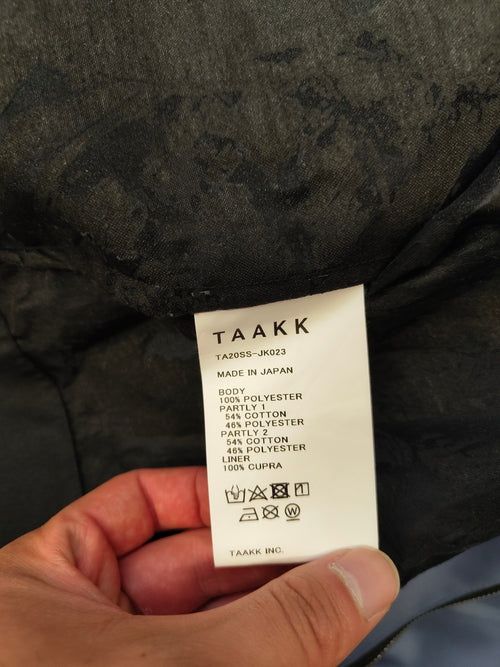 TAAKK
TA20SS-JK023
MADE IN JAPAN
BODY
100% POLYESTER
PARTLY 1
54% COTTON
46% POLYESTER
PARTLY 2
54% COTTON
46% POLYESTER
LINER
100% CUPRA
W
TAAKK INC.